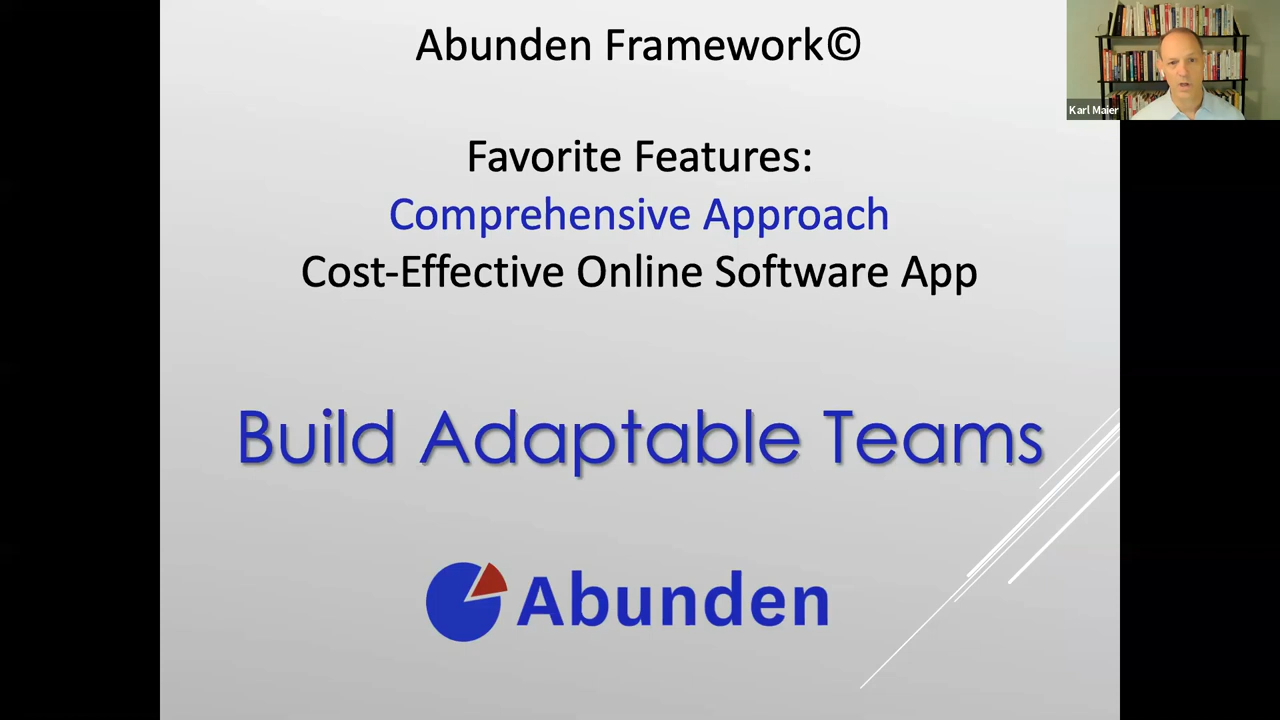 Abunden Framework©
Karl Maier
Favorite Features:
Comprehensive Approach
Cost-Effective Online Software App
Build Adaptable Teams
Abunden